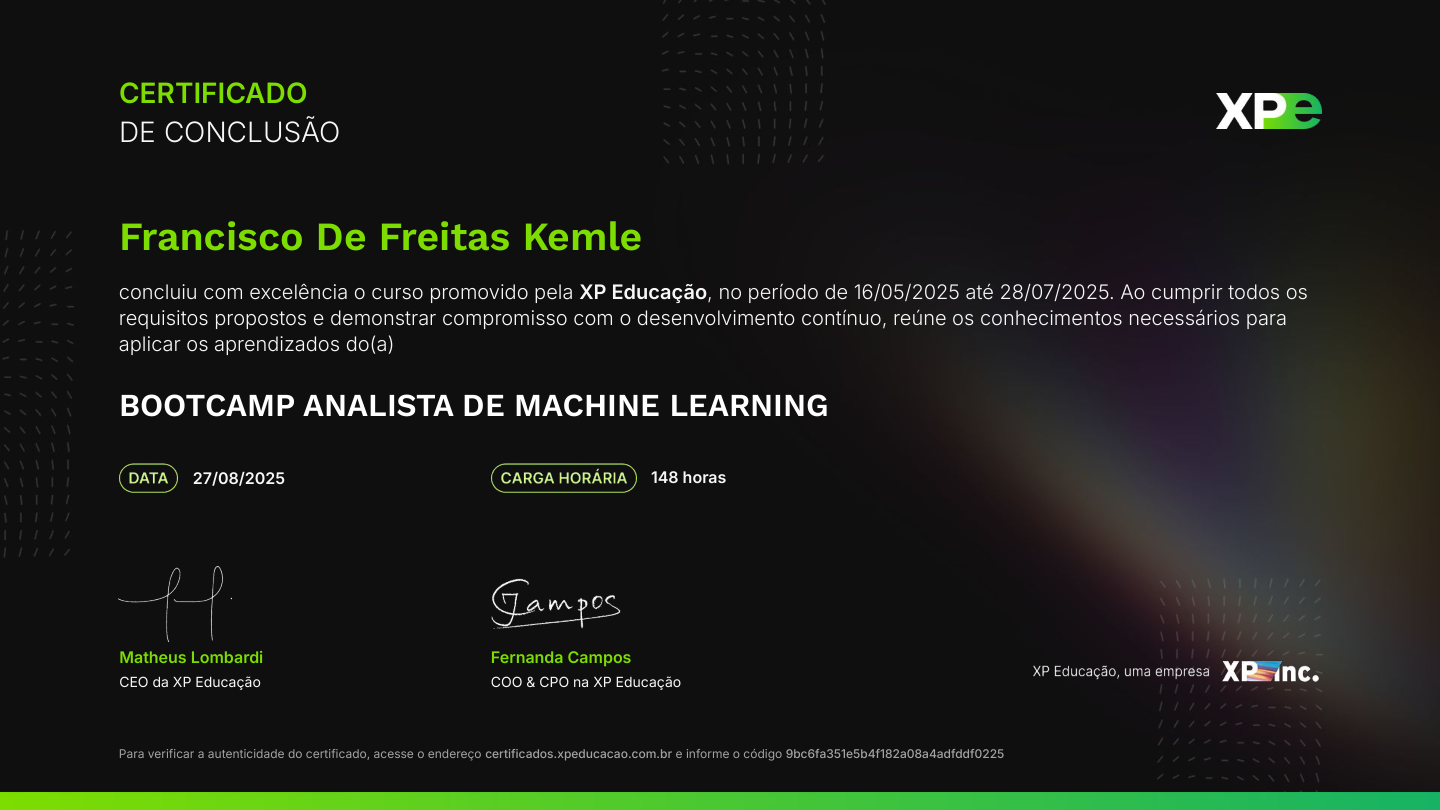 CERTIFICADO
DE CONCLUSÃO
XPe
Francisco De Freitas Kemle
concluiu com excelência o curso promovido pela XP Educação, no período de 16/05/2025 até 28/07/2025. Ao cumprir todos os
requisitos propostos e demonstrar compromisso com o desenvolvimento contínuo, reúne os conhecimentos necessários para
aplicar os aprendizados do(a)
BOOTCAMP ANALISTA DE MACHINE LEARNING
DATA 27/08/2025 CARGA HORÁRIA 148 horas
Campos
Matheus Lombardi
CEO da XP Educação
Fernanda Campos
COO & CPO na XP Educação
XP Educação, uma empresa XP inc.
Para verificar a autenticidade do certificado, acesse o endereço certificados.xpeducacao.com.br e informe o código 9bc6fa351e5b4f182a08a4adfddf0225